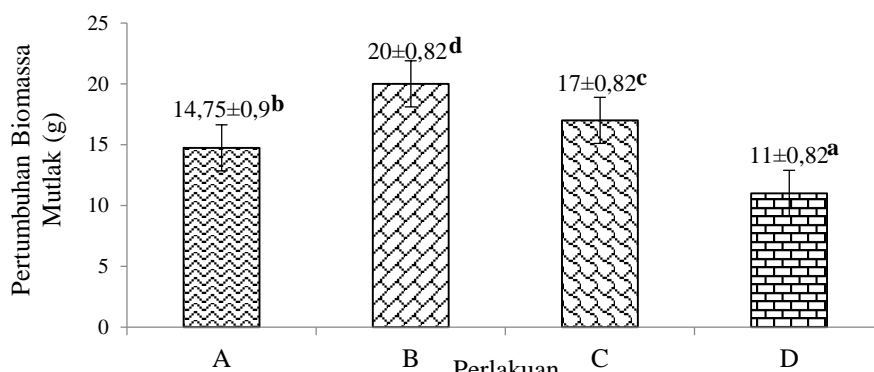 Pertumbuhan Biomassa
Mutlak (g)
25
20
15
10
5
0
14,75±0,9b
20±0,82d
17±0,82c
11±0,82a
A B C D
Perlakuan